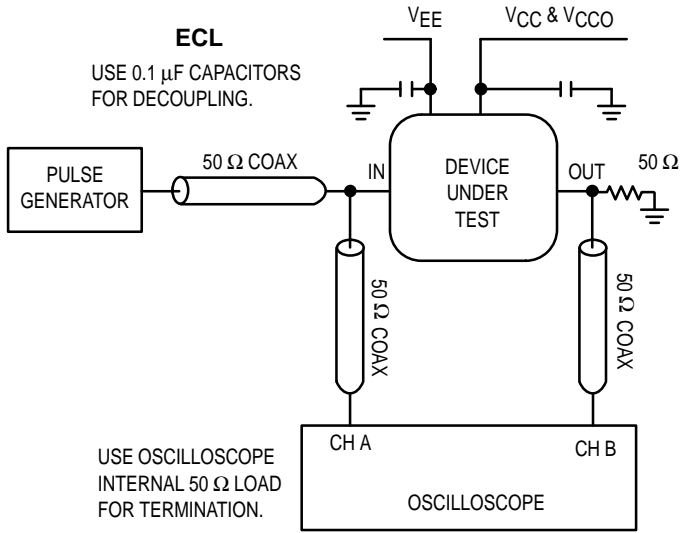 VEE
VCC & VCCO
ECL
USE 0.1 μF CAPACITORS
FOR DECOUPLING.
PULSE
GENERATOR
50 Ω COAX
IN
DEVICE
UNDER
TEST
OUT
50 Ω
50 Ω COAX
50 Ω COAX
USE OSCILLOSCOPE
INTERNAL 50 Ω LOAD
FOR TERMINATION.
CH A
CH B
OSCILLOSCOPE